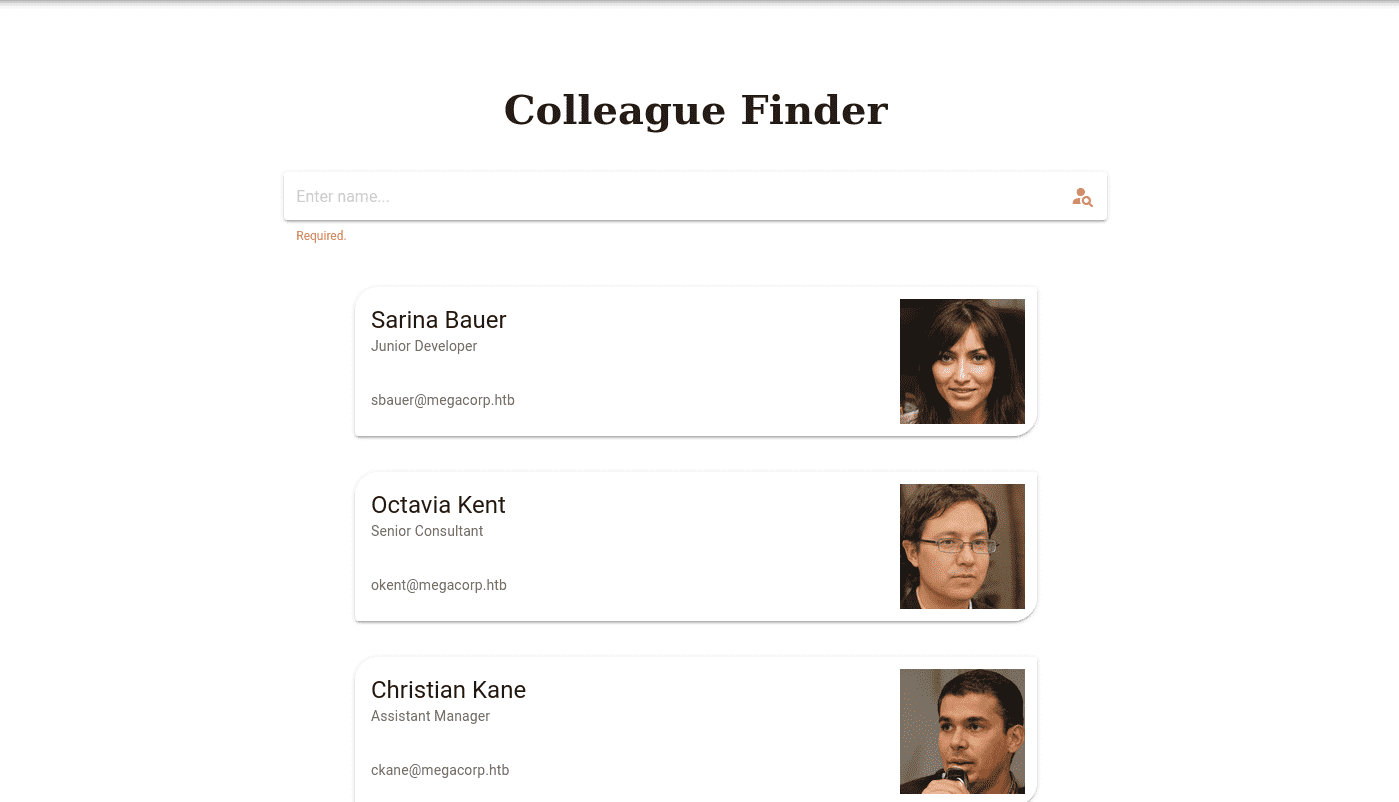 Colleague Finder
Enter name...
Required.
Sarina Bauer
Junior Developer
sbauer@megacorp.htb
Octavia Kent
Senior Consultant
okent@megacorp.htb
Christian Kane
Assistant Manager
ckane@megacorp.htb